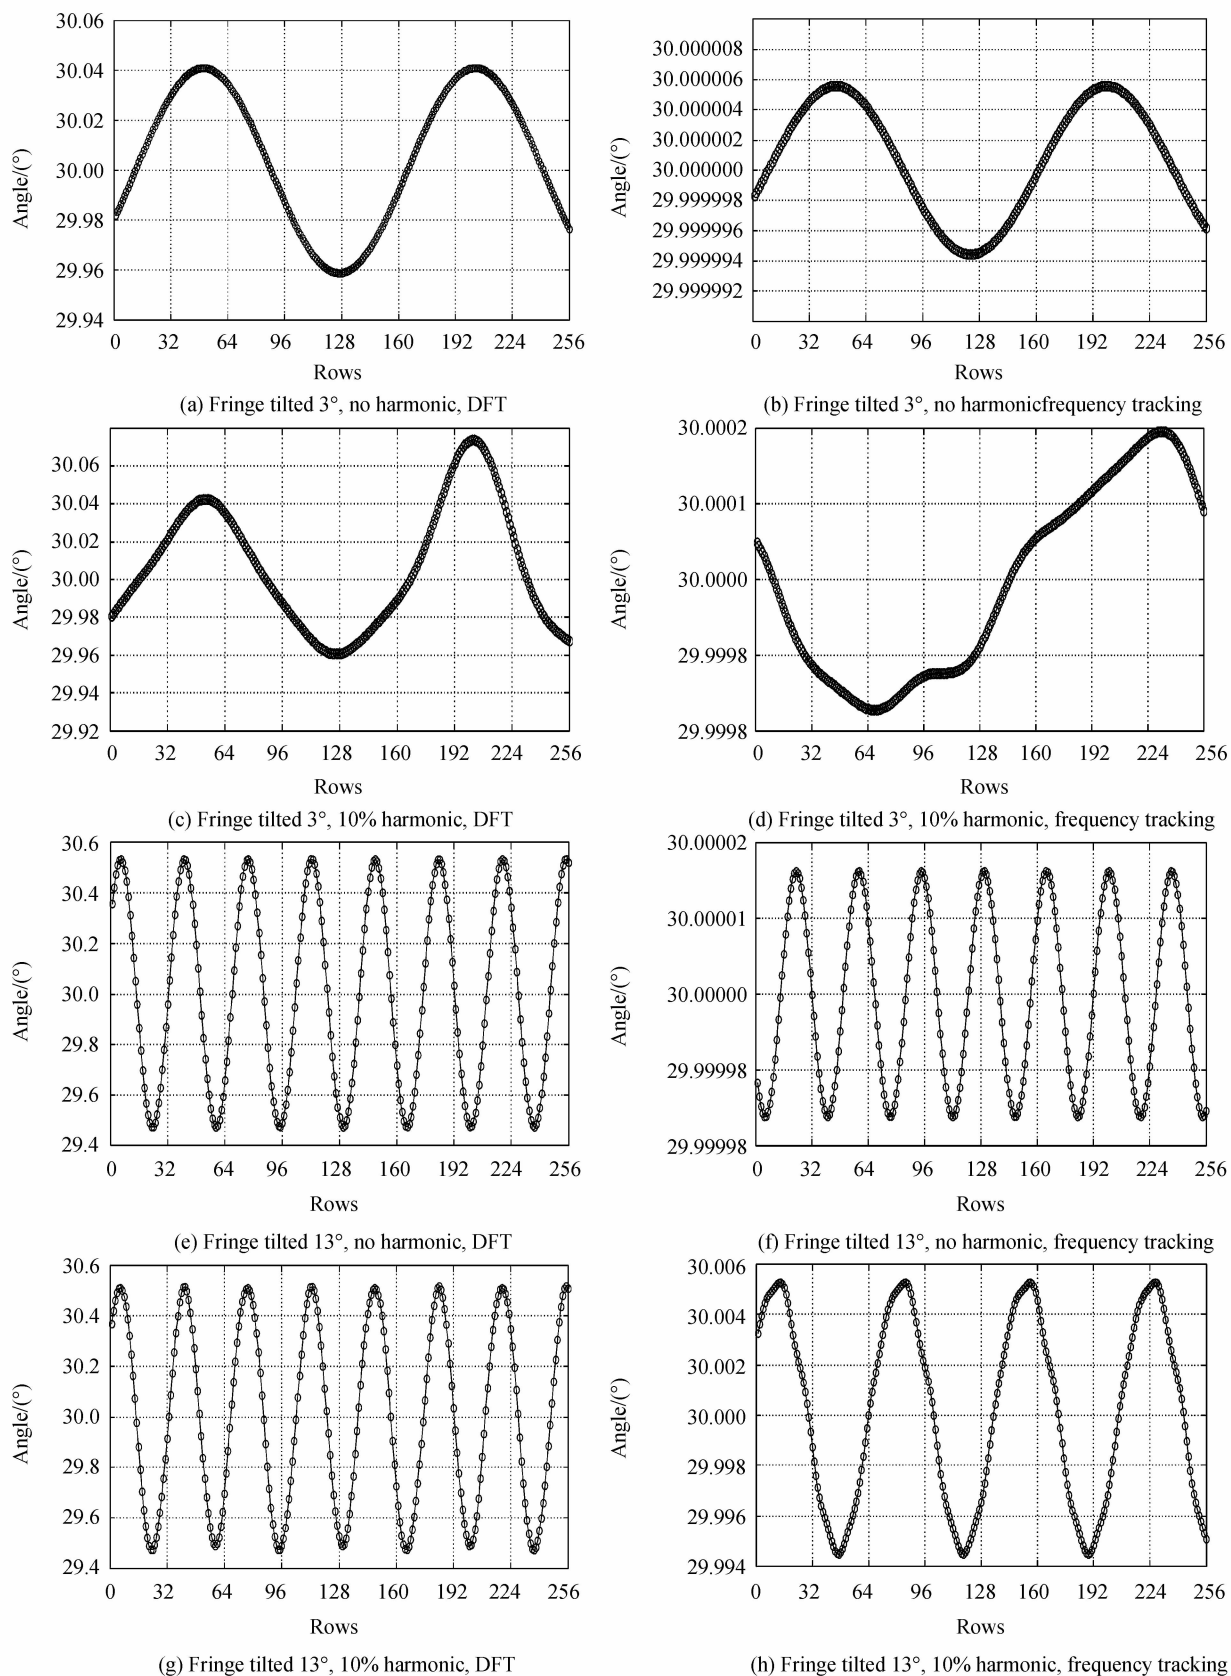 30.06
30.04
30.02
30.00
29.98
29.96
29.94
Angle/(°)
0 32 64 96 128 160 192 224 256
Rows
(a) Fringe tilted 3°, no harmonic, DFT
30.000008
30.000006
30.000004
30.000002
30.000000
29.999998
29.999996
29.999994
29.999992
Angle/(°)
0 32 64 96 128 160 192 224 256
Rows
(b) Fringe tilted 3°, no harmonicfrequency tracking
30.06
30.04
30.02
30.00
29.98
29.96
29.94
29.92
Angle/(°)
0 32 64 96 128 160 192 224 256
Rows
(c) Fringe tilted 3°, 10% harmonic, DFT
30.0002
30.0001
30.0000
29.9998
29.9998
Angle/(°)
0 32 64 96 128 160 192 224 256
Rows
(d) Fringe tilted 3°, 10% harmonic, frequency tracking
30.6
30.4
30.2
30.0
29.8
29.6
29.4
Angle/(°)
0 32 64 96 128 160 192 224 256
Rows
(e) Fringe tilted 13°, no harmonic, DFT
30.00002
30.00001
30.00000
29.99998
29.99998
Angle/(°)
0 32 64 96 128 160 192 224 256
Rows
(f) Fringe tilted 13°, no harmonic, frequency tracking
30.6
30.4
30.2
30.0
29.8
29.6
29.4
Angle/(°)
0 32 64 96 128 160 192 224 256
Rows
(g) Fringe tilted 13°, 10% harmonic, DFT
30.006
30.004
30.002
30.000
29.998
29.996
29.994
Angle/(°)
0 32 64 96 128 160 192 224 256
Rows
(h) Fringe tilted 13°, 10% harmonic, frequency tracking